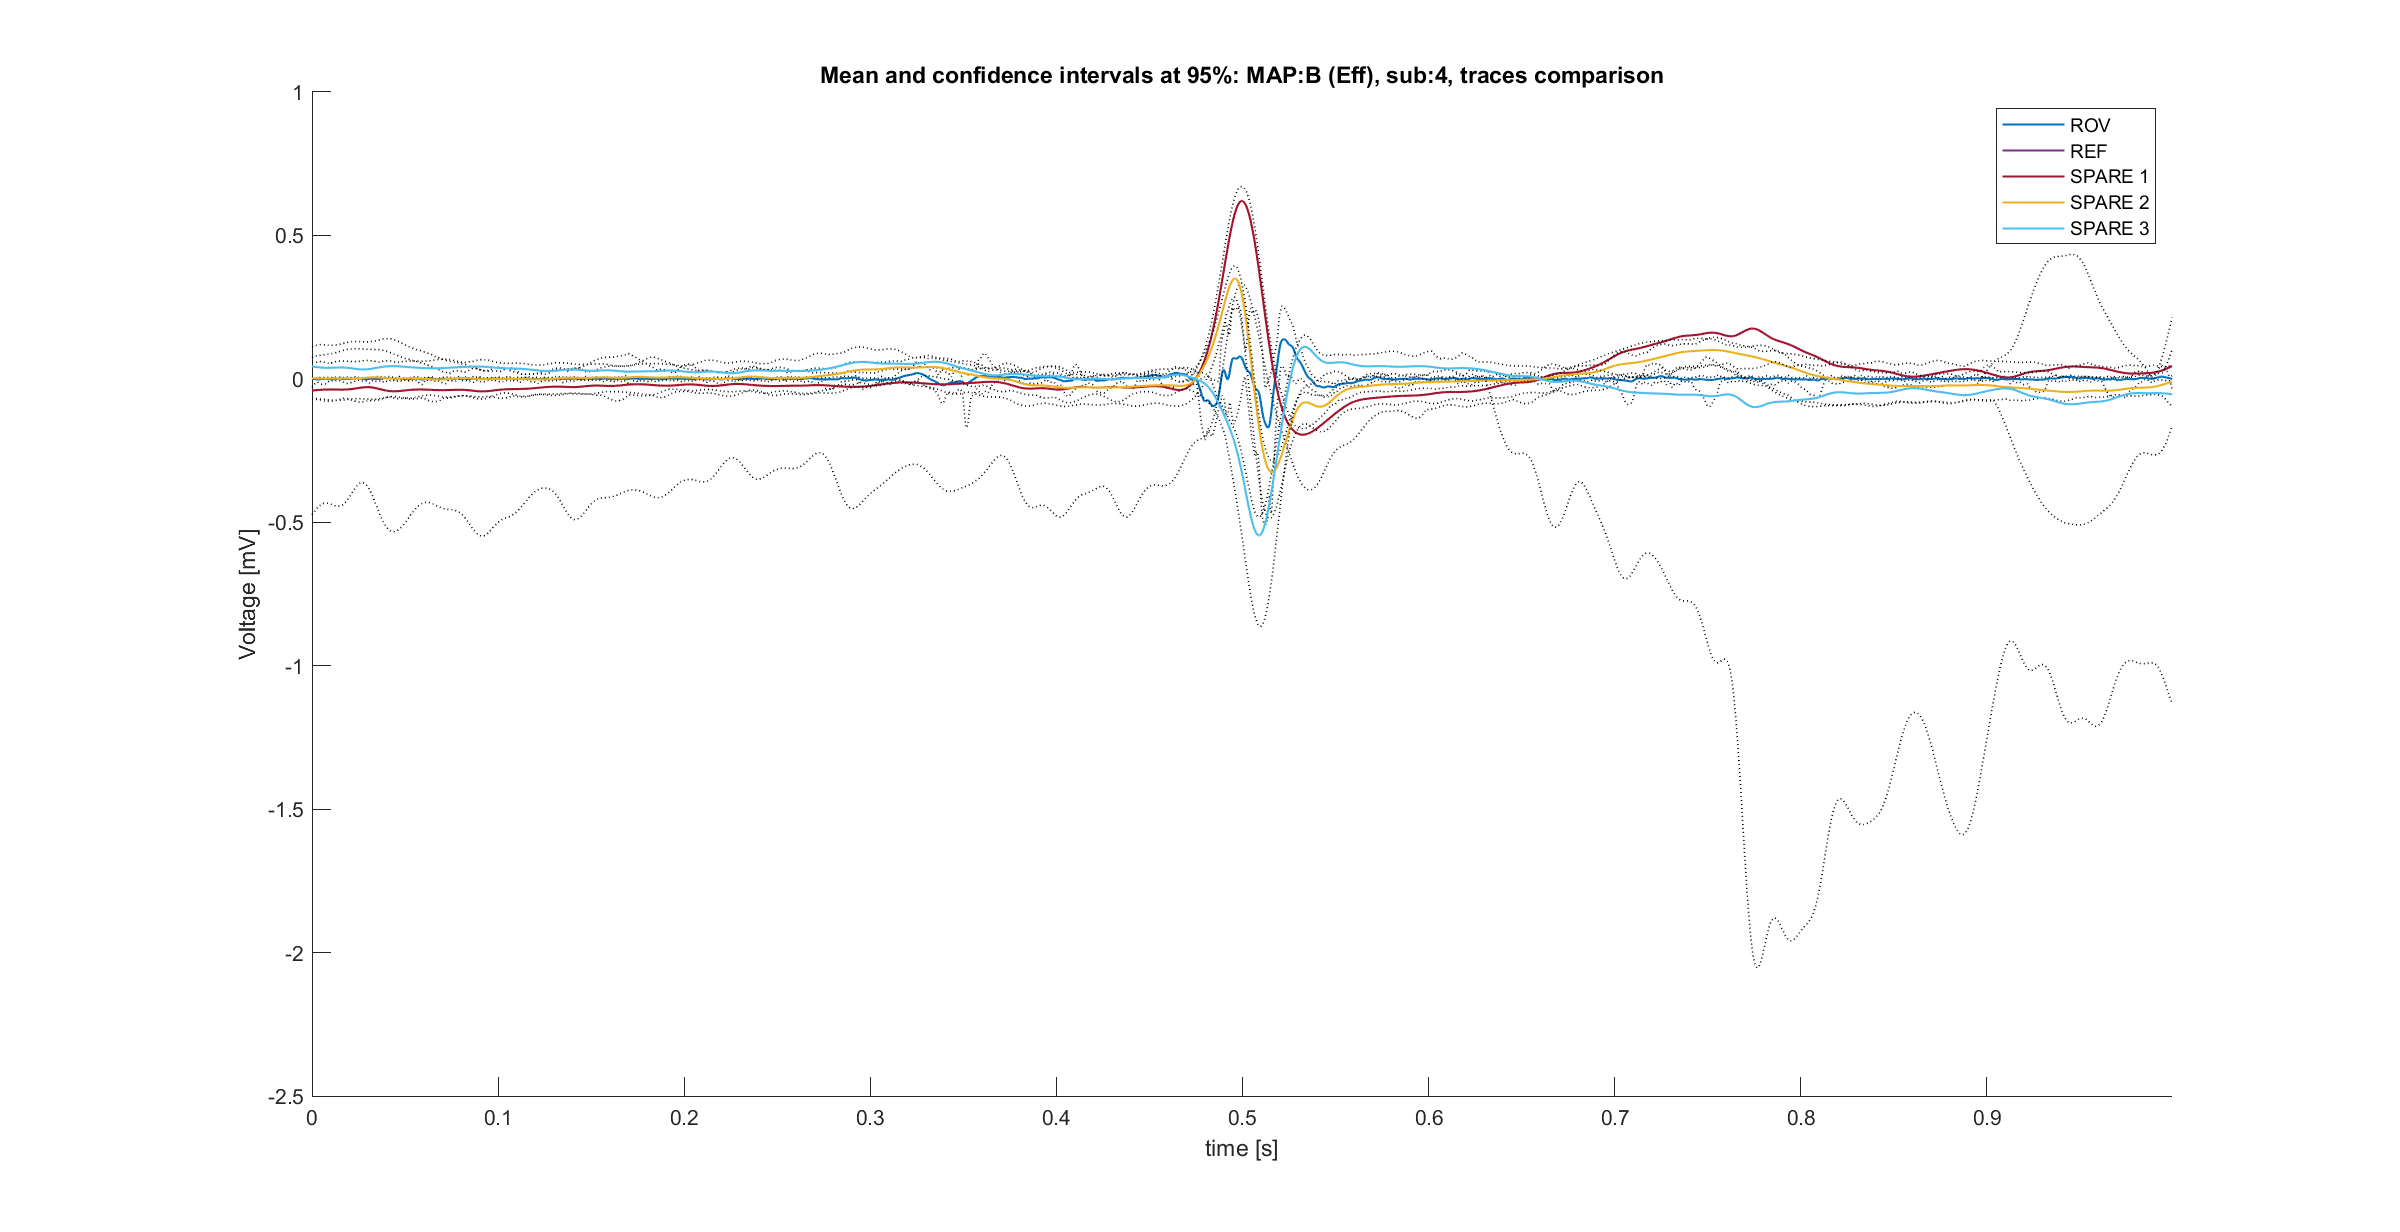 Mean and confidence intervals at 95%: MAP:B (Eff), sub:4, traces comparison
1
0.5
0
-0.5
-1
-1.5
-2
-2.5
Voltage [mV]
ROV
REF
SPARE 1
SPARE 2
SPARE 3
0 0.1 0.2 0.3 0.4 0.5 0.6 0.7 0.8 0.9
time [s]